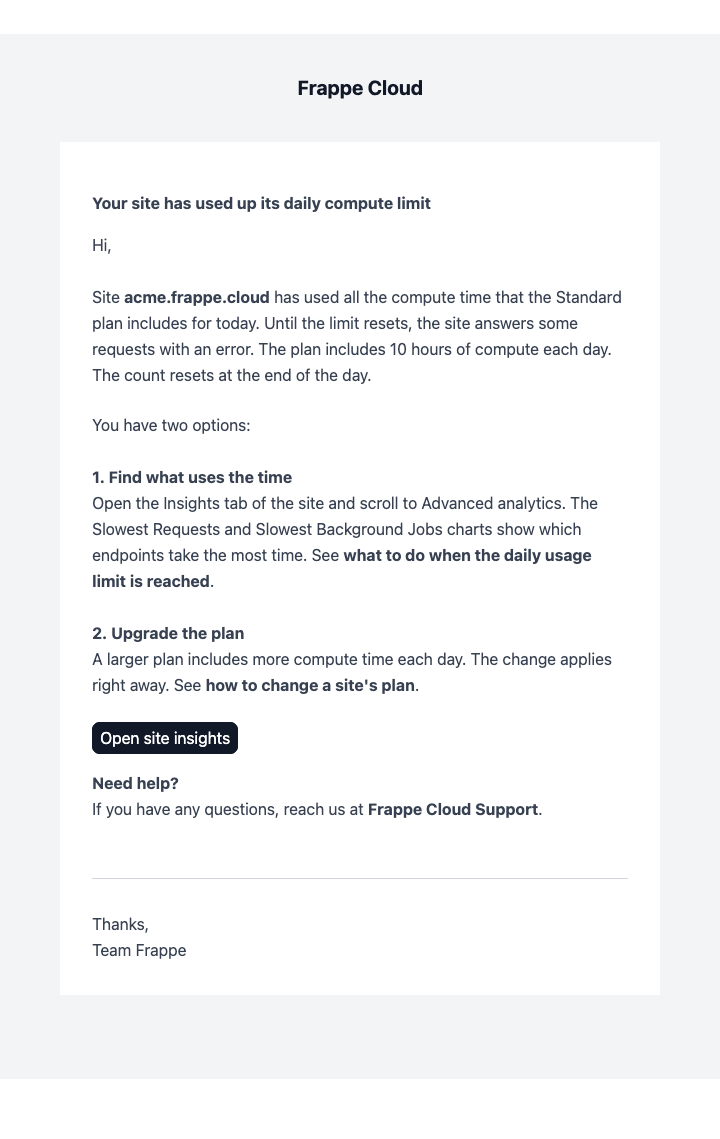 Frappe Cloud
Your site has used up its daily compute limit
Hi,
Site acme.frappe.cloud has used all the compute time that the Standard
plan includes for today. Until the limit resets, the site answers some
requests with an error. The plan includes 10 hours of compute each day.
The count resets at the end of the day.
You have two options:
1. Find what uses the time
Open the Insights tab of the site and scroll to Advanced analytics. The
Slowest Requests and Slowest Background Jobs charts show which
endpoints take the most time. See what to do when the daily usage
limit is reached.
2. Upgrade the plan
A larger plan includes more compute time each day. The change applies
right away. See how to change a site's plan.
Open site insights
Need help?
If you have any questions, reach us at Frappe Cloud Support.
Thanks,
Team Frappe